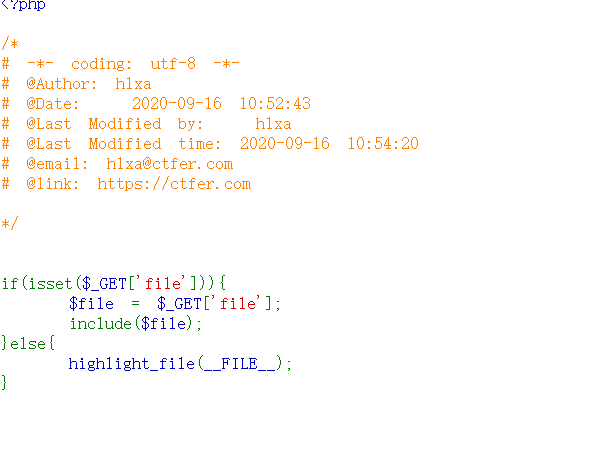 <?php
/*
# -*- coding: utf-8 -*-
# @Author: h1xa
# @Date: 2020-09-16 10:52:43
# @Last Modified by: h1xa
# @Last Modified time: 2020-09-16 10:54:20
# @email: h1xa@ctfer.com
# @link: https://ctfer.com
*/
if(isset($_GET['file'])){
$file = $_GET['file'];
include($file);
}else{
highlight_file(__FILE__);
}